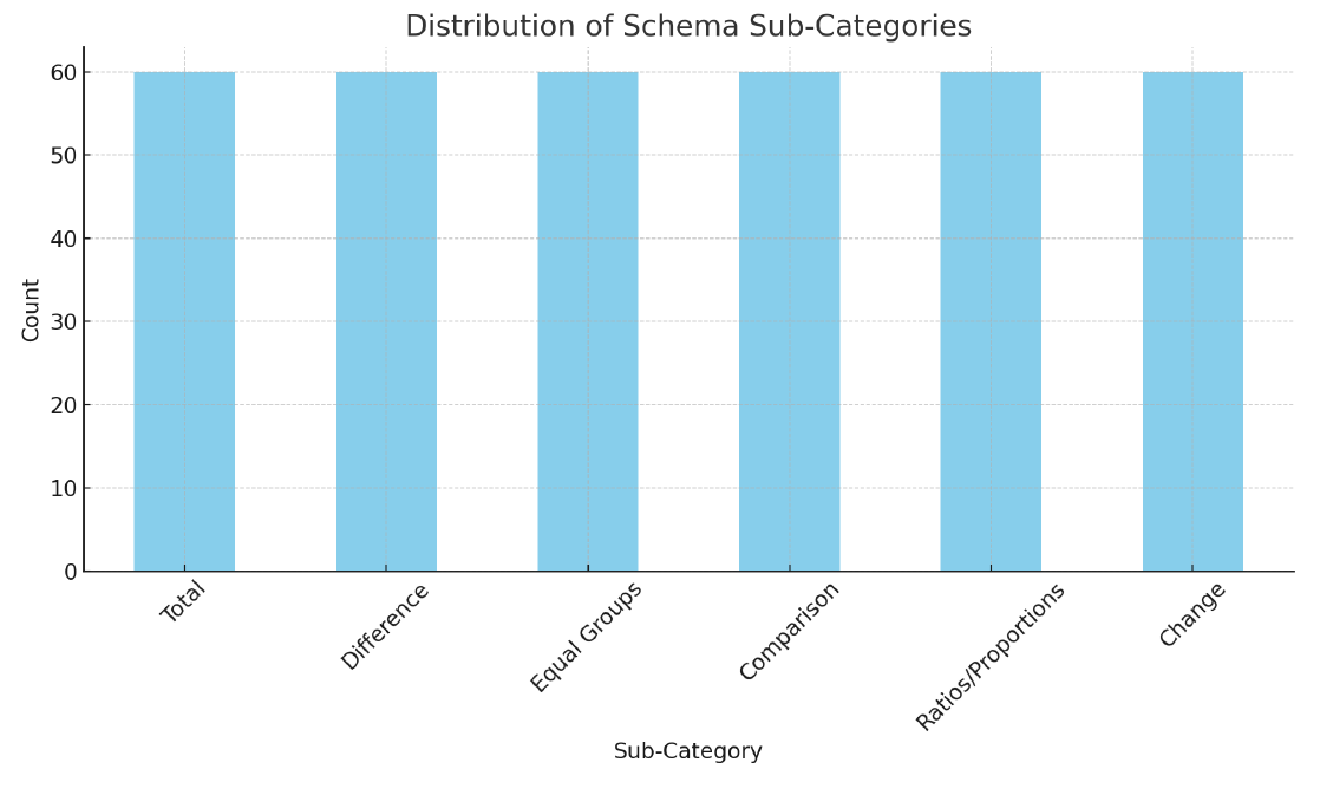 Distribution of Schema Sub-Categories
60
50
40
30
20
10
0
Count
Total
Difference
Equal Groups
Comparison
Ratios/Proportions
Change
Sub-Category